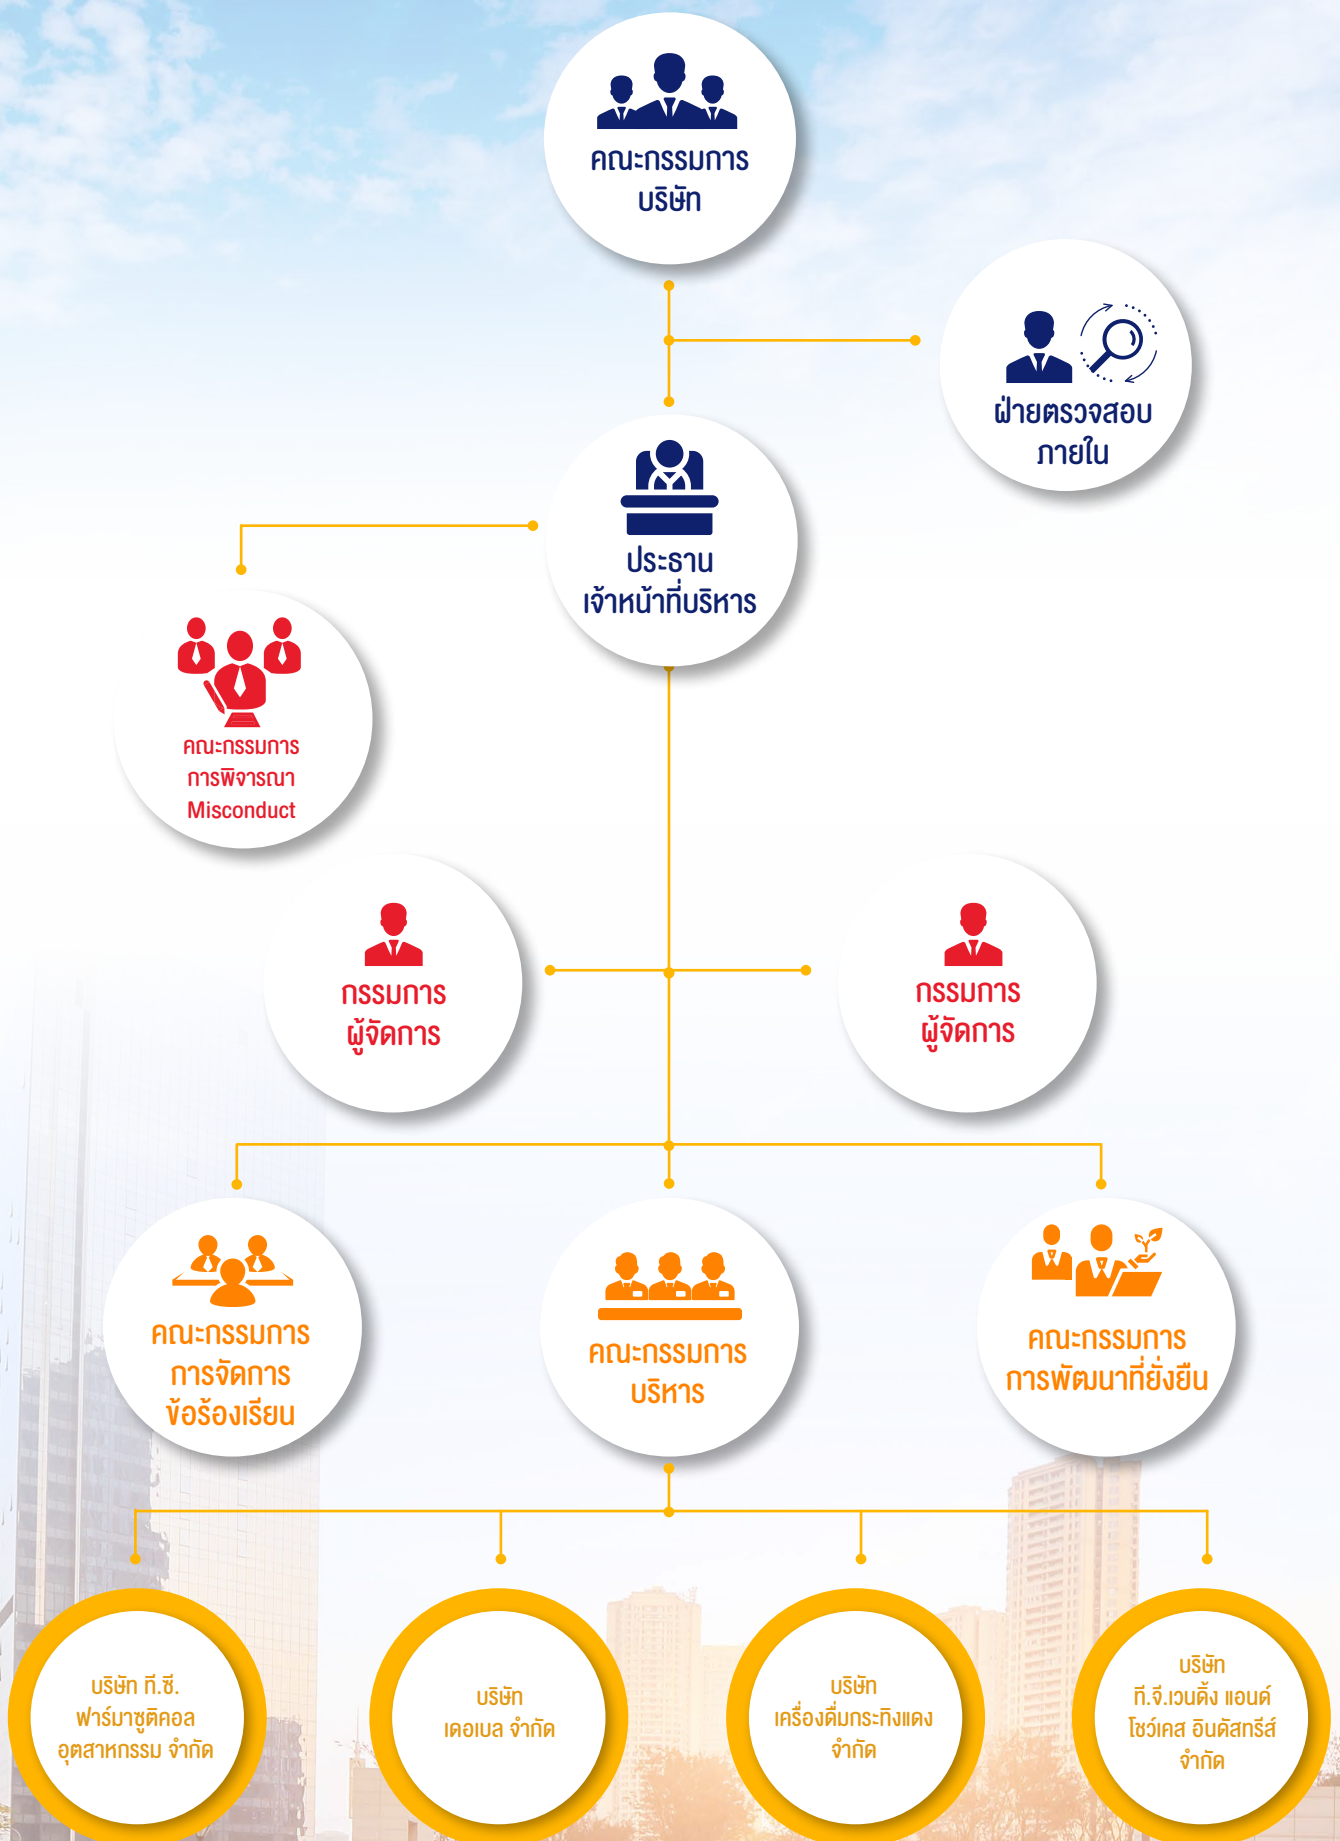 คณะกรรมการ
บริษัท
ฝ่ายตรวจสอบ
ภายใน
ประธาน
เจ้าหน้าที่บริหาร
คณะกรรมการ
การพิจารณา
Misconduct
กรรมการ
ผู้จัดการ
กรรมการ
ผู้จัดการ
คณะกรรมการ
การจัดการ
ข้อร้องเรียน
คณะกรรมการ
บริหาร
คณะกรรมการ
การพัฒนาที่ยั่งยืน
บริษัท ที.ซี.
ฟาร์มาซูติคอล
อุตสาหกรรม จำกัด
บริษัท
เดอเบล จำกัด
บริษัท
เครื่องดื่มกระทิงแดง
จำกัด
บริษัท
ที.จี.เวนดิ้ง แอนด์
โชว์เคส อินดัสทรีส์
จำกัด